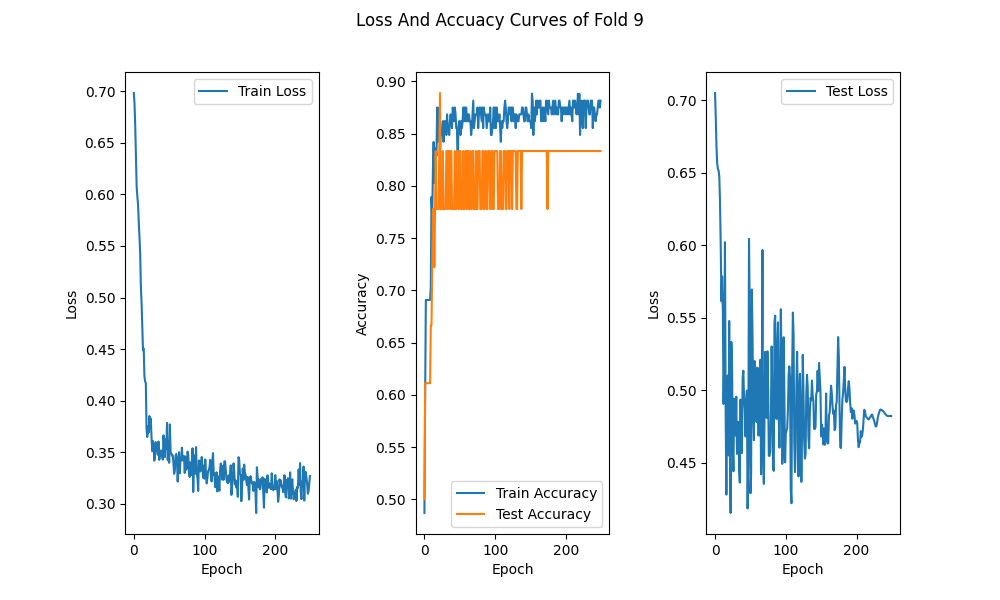 Loss And Accuacy Curves of Fold 9
Train Loss
0.70
0.65
0.60
0.55
0.50
0.45
0.40
0.35
0.30
Loss
0 100 200
Epoch
0.90
0.85
0.80
0.75
0.70
0.65
0.60
0.55
0.50
Accuracy
Train Accuracy
Test Accuracy
0 100 200
Epoch
Test Loss
0.70
0.65
0.60
0.55
0.50
0.45
Loss
0 100 200
Epoch